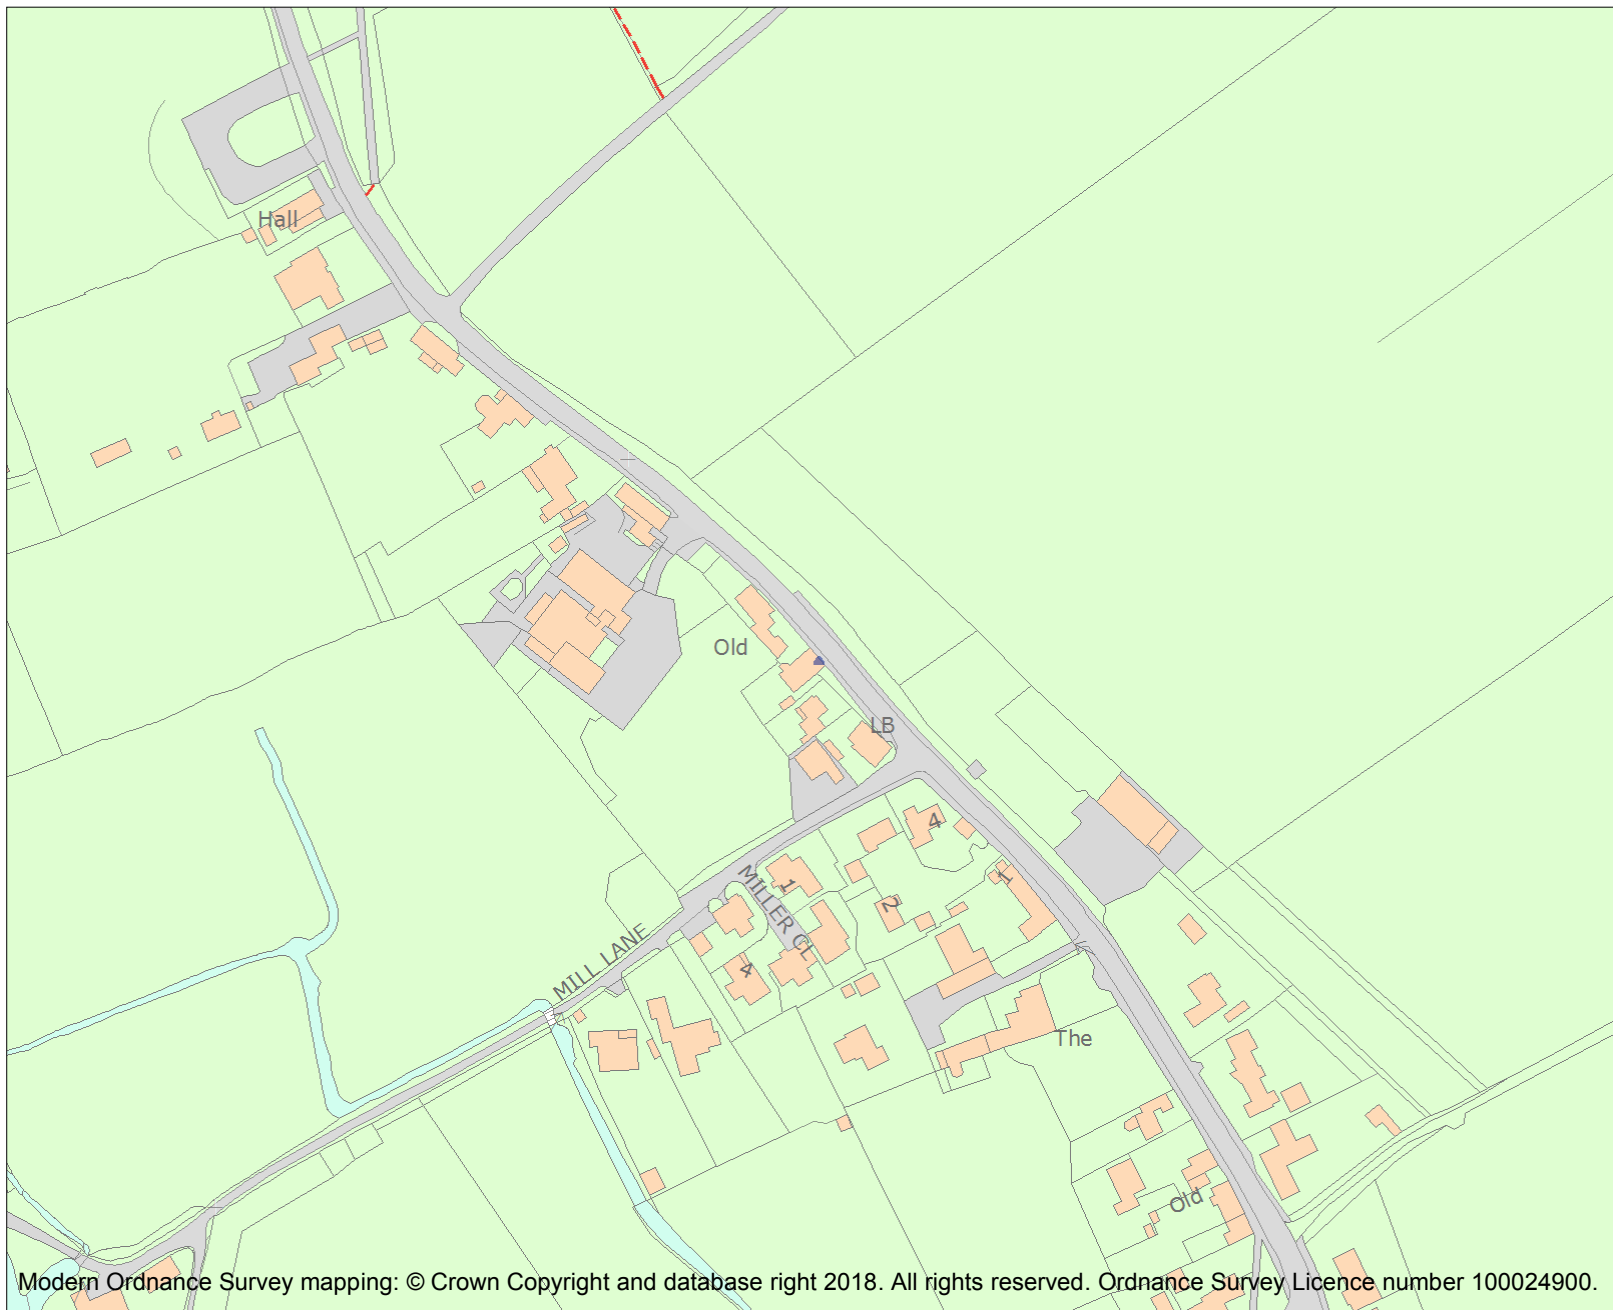 Hall
Old
LB
4
1
1
MILLER CL
2
4
MILL LANE
The
Old
Modern Ordnance Survey mapping: © Crown Copyright and database right 2018. All rights reserved. Ordnance Survey Licence number 100024900.